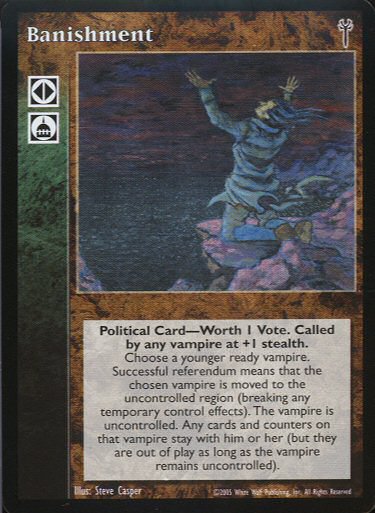 Banishment
Political Card—Worth 1 Vote. Called
by any vampire at +1 stealth.
Choose a younger ready vampire.
Successful referendum means that the
chosen vampire is moved to the
uncontrolled region (breaking any
temporary control effects). The vampire is
uncontrolled. Any cards and counters on
that vampire stay with him or her (but they
are out of play as long as the vampire
remains uncontrolled).
Illus: Steve Casper
©2005 White Wolf Publishing, Inc. All Rights Reserved.